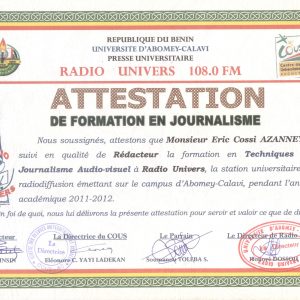 REPUBLIQUE DU BENIN
UNIVERSITE D'ABOMEY-CALAVI
PRESSE UNIVERSITAIRE
RADIO UNIVERS 108.0 FM
ATTESTATION
DE FORMATION EN JOURNALISME
Nous soussignés, attestons que Monsieur Eric Cossi AZANNE
suivi en qualité de Rédacteur la formation en Techniques
Journalisme Audio-visuel à Radio Univers, la station universitaire
radiodiffusion émettant sur le campus d'Abomey-Calavi, pendant l'an
académique 2011-2012.
En foi de quoi, nous lui délivrons la présente attestation pour servir et valoir ce que de d
La Directrice du COUS Le Parrain Le Directeur de Radio
Eléonore C. YAYI LADEKAN